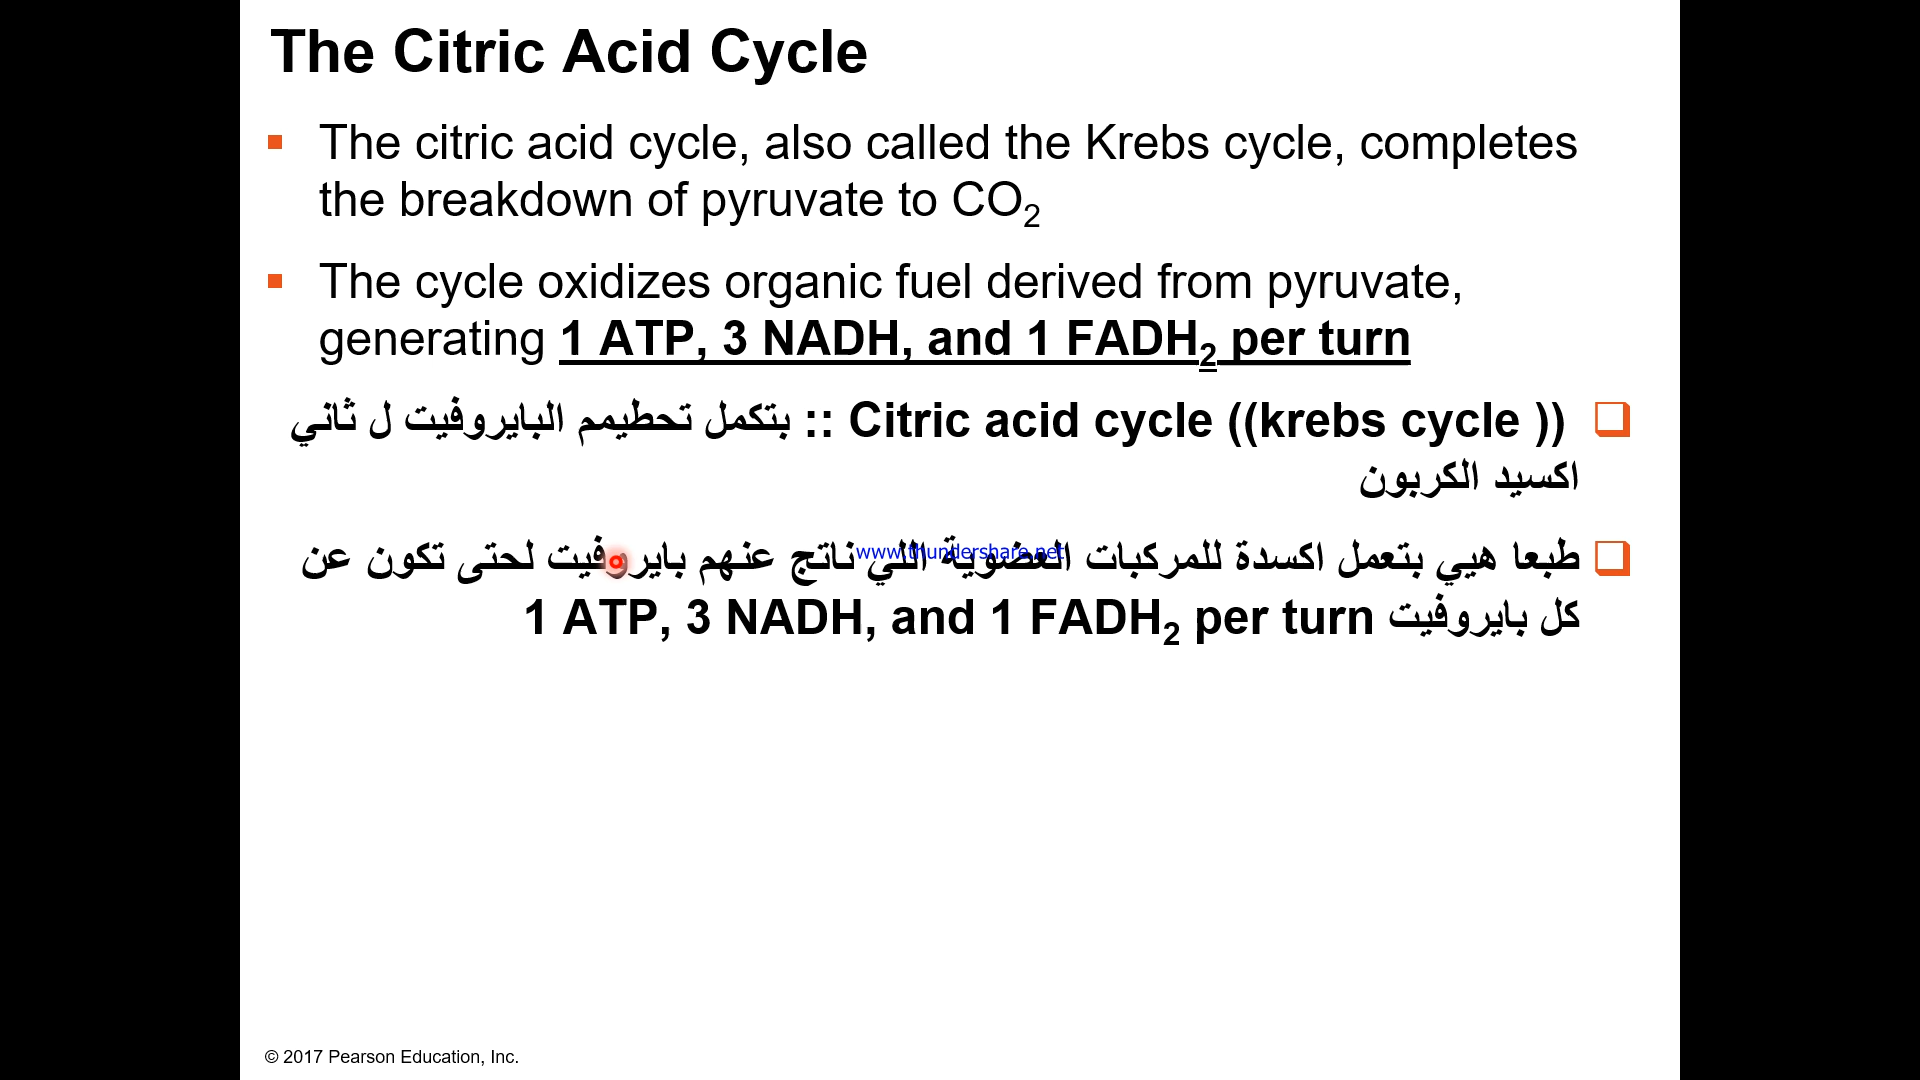 The Citric Acid Cycle
The citric acid cycle, also called the Krebs cycle, completes
the breakdown of pyruvate to CO₂
The cycle oxidizes organic fuel derived from pyruvate,
generating 1 ATP, 3 NADH, and 1 FADH₂ per turn
Citric acid cycle ((krebs cycle )) :: بتكمل تحطيمم البايروفيت ل ثاني
اكسيد الكربون
طبعا هيي بتعمل اكسدة للمركبات العضوية اللي ناتج عنهم بايروفيت لحتى تكون عن
www.thundershare.net
كل بايروفيت 1 ATP, 3 NADH, and 1 FADH₂ per turn
© 2017 Pearson Education, Inc.